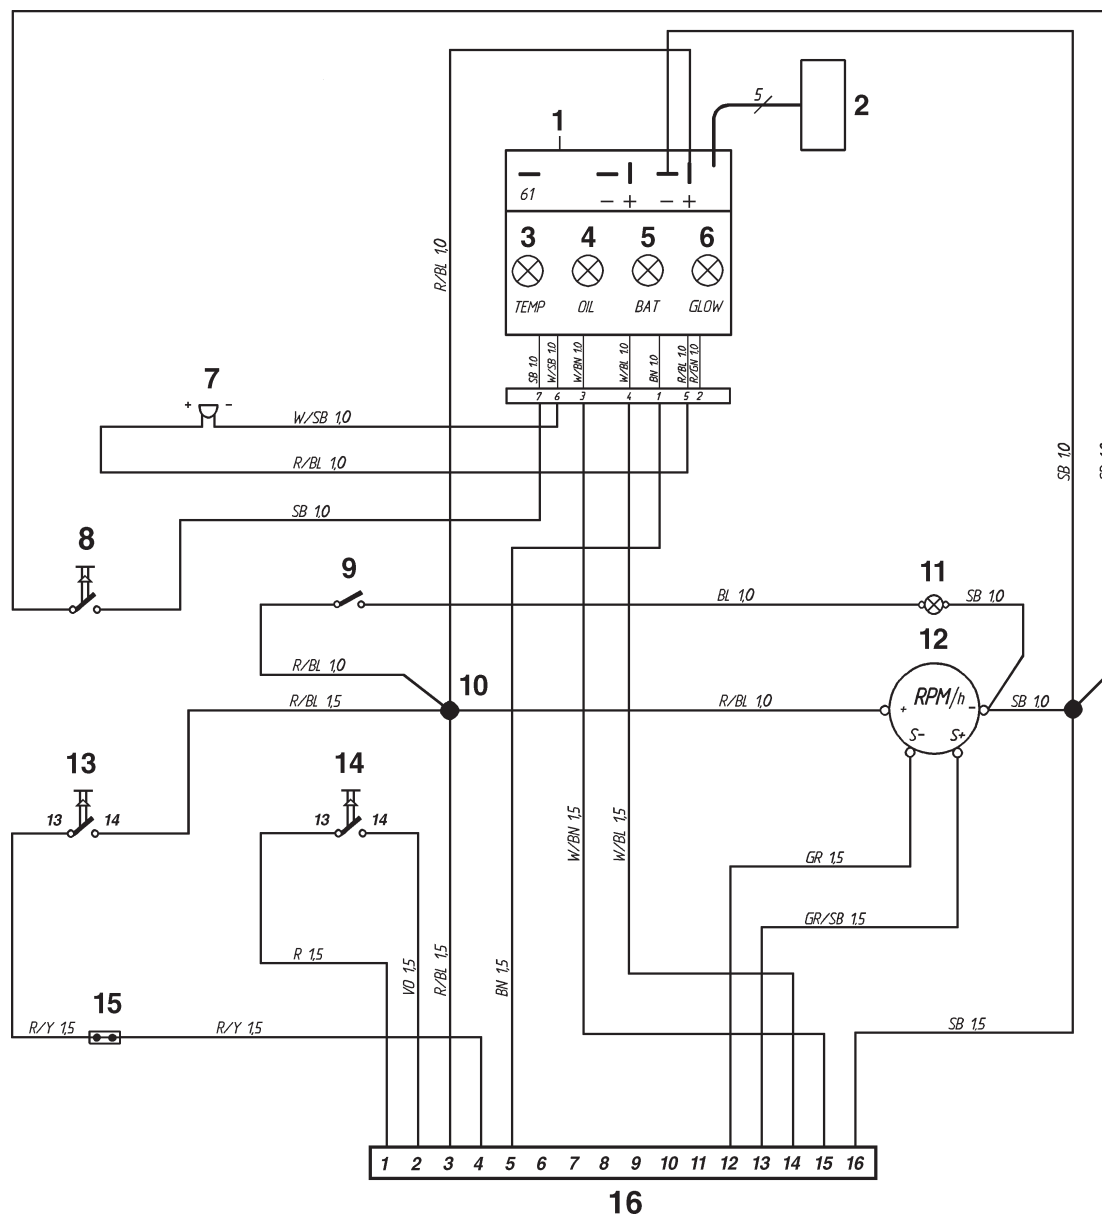 5
2
1
61
− + − +
3 4 5 6
TEMP OIL BAT GLOW
R/BL 1,0
SB 1.0
W/SB 1.0
W/BN 1.0
W/BL 1.0
BN 1.0
R/BL 1.0
R/GN 1.0
7 6 3 4 1 5 2
7
+ −
W/SB 1,0
R/BL 1,0
SB 1,0
SB 1,0
8
9
11
BL 1,0
SB 1,0
12
R/BL 1,0
10
R/BL 1,5
R/BL 1,0
+ RPM/h −
SB 1,0
S− S+
13
13 14
14
13 14
W/BN 1,5
W/BL 1,5
GR 1,5
GR/SB 1,5
R 1,5
VO 1,5
R/BL 1,5
BN 1,5
15
R/Y 1,5
R/Y 1,5
SB 1,5
1 2 3 4 5 6 7 8 9 10 11 12 13 14 15 16
16